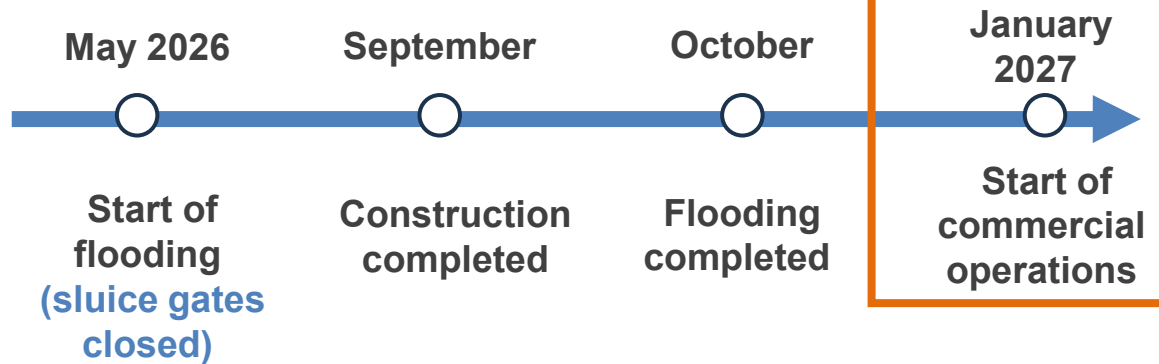 May 2026
September
October
January
2027
Start of
flooding
(sluice gates
closed)
Construction
completed
Flooding
completed
Start of
commercial
operations